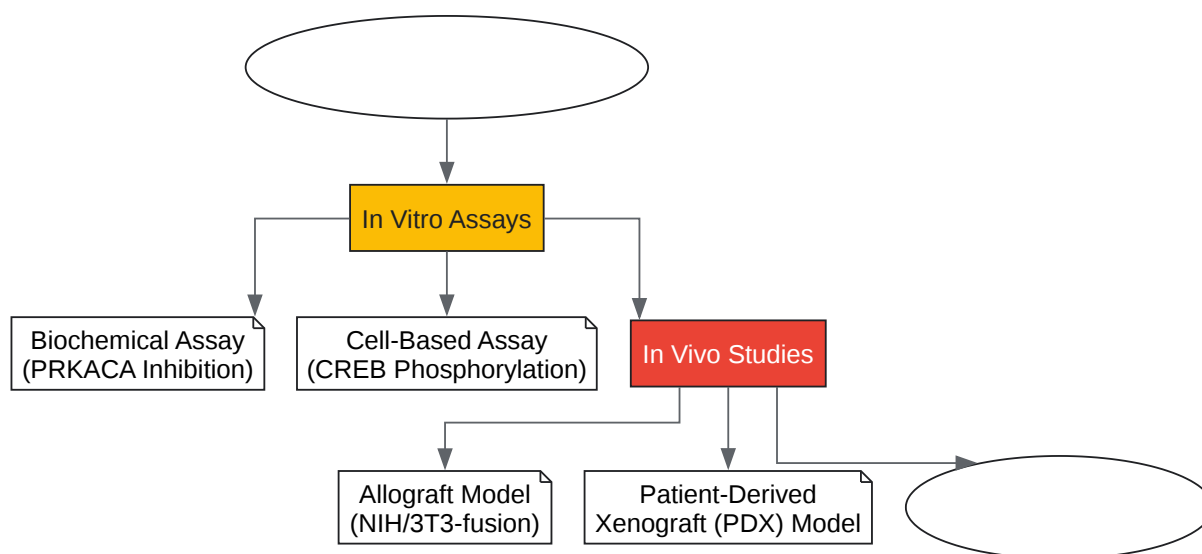 In Vitro Assays
Biochemical Assay
(PRKACA Inhibition)
Cell-Based Assay
(CREB Phosphorylation)
In Vivo Studies
Allograft Model
(NIH/3T3-fusion)
Patient-Derived
Xenograft (PDX) Model